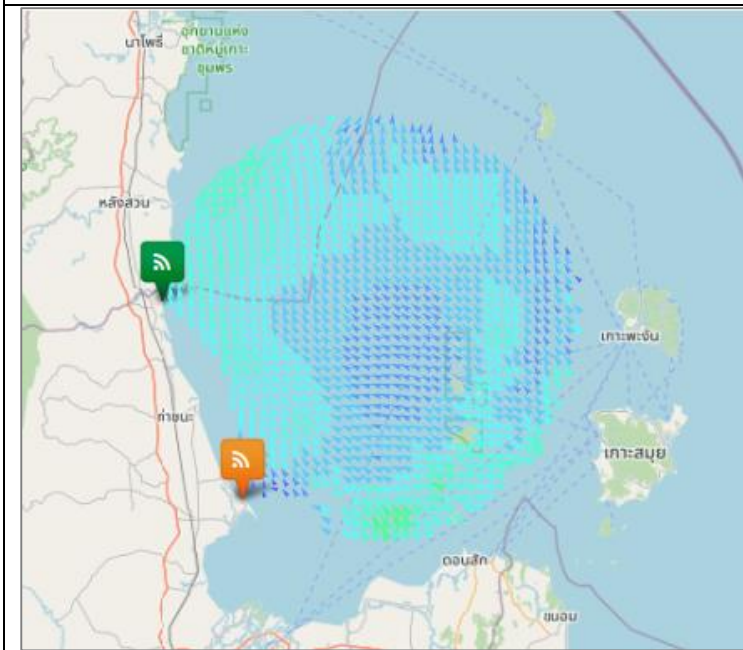 นาโพธิ์
อุทยานแห่ง
ชาติหมู่เกาะ
ชุมพร
หลังสวน
เกาะพะงัน
ท่าชนะ
เกาะสมุย
ดอนสัก
ขนอม